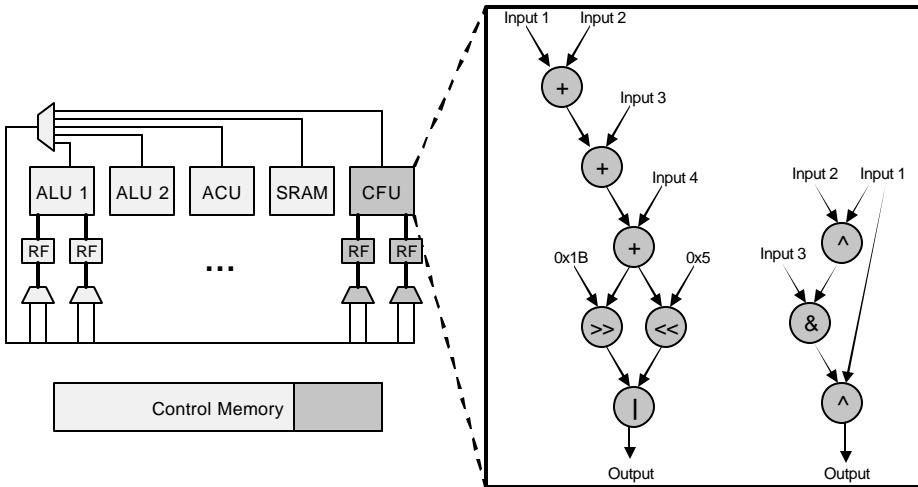 ALU 1
ALU 2
ACU
SRAM
CFU
RF
RF
...
RF
RF
Control Memory
Input 1
Input 2
+
Input 3
+
Input 4
+
0x1B
0x5
>>
<<
|
Output
Input 2
Input 1
^
Input 3
&
^
Output